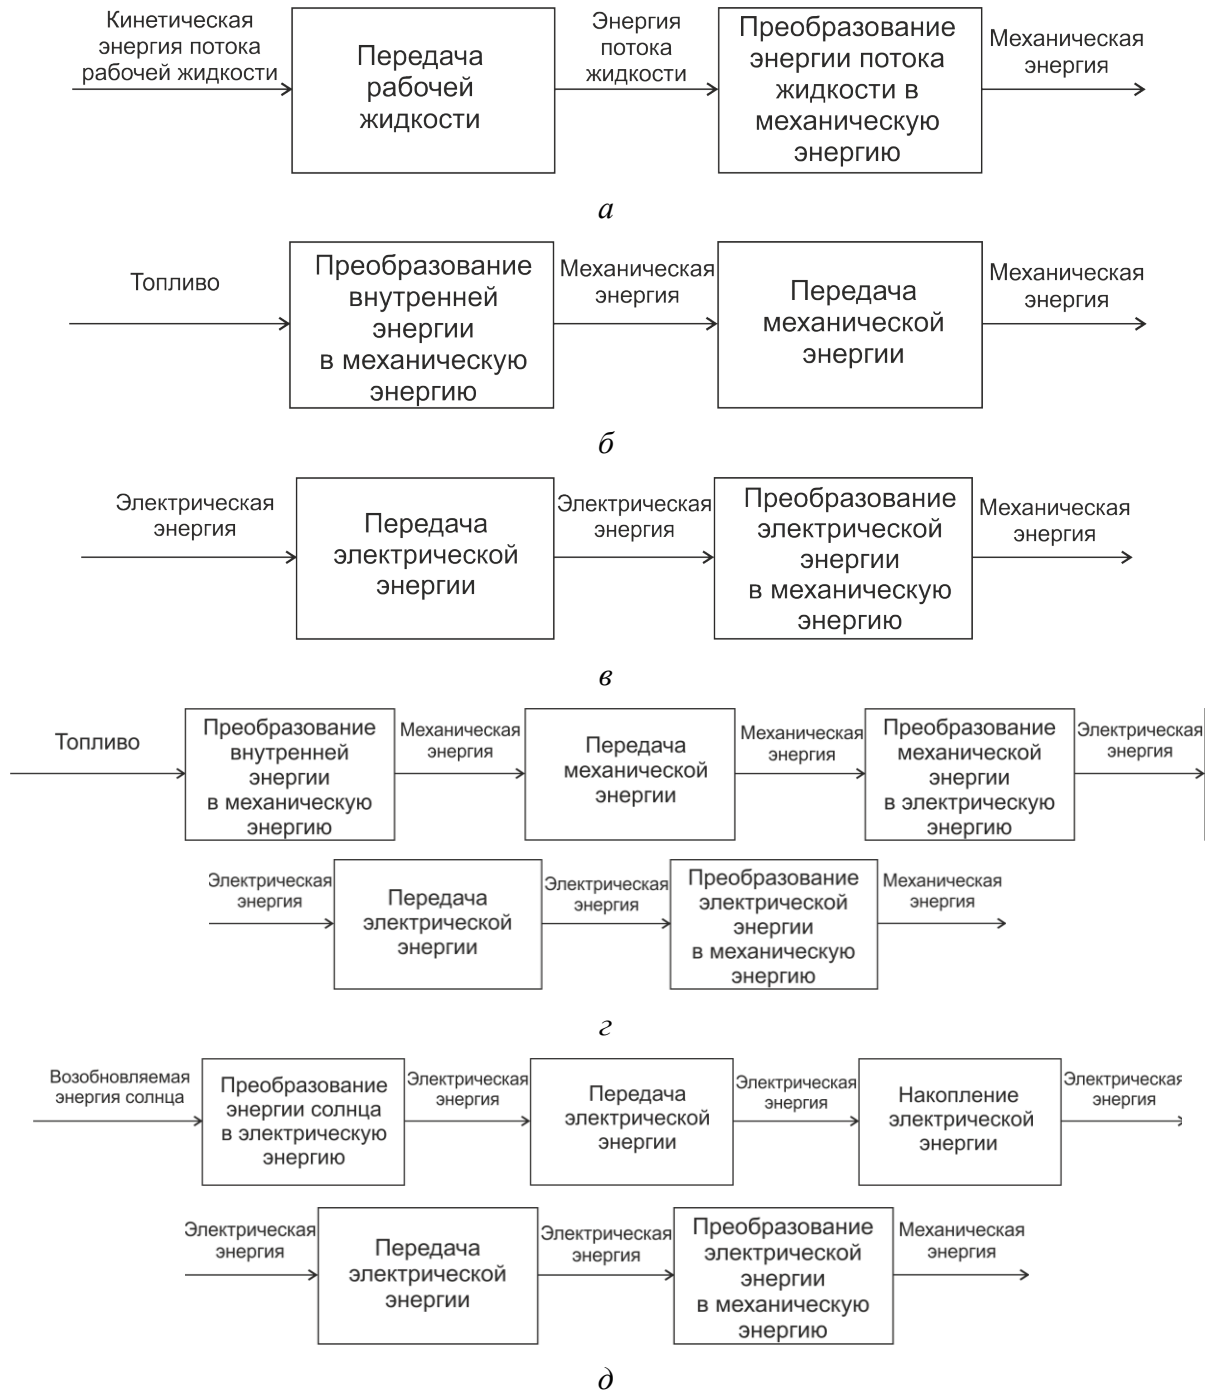 Кинетическая
энергия потока
рабочей жидкости
Передача
рабочей
жидкости
Энергия
потока
жидкости
Преобразование
энергии потока
жидкости в
механическую
энергию
Механическая
энергия
а
Топливо
Преобразование
внутренней
энергии
в механическую
энергию
Механическая
энергия
Передача
механической
энергии
Механическая
энергия
б
Электрическая
энергия
Передача
электрической
энергии
Электрическая
энергия
Преобразование
электрической
энергии
в механическую
энергию
Механическая
энергия
в
Топливо
Преобразование
внутренней
энергии
в механическую
энергию
Механическая
энергия
Передача
механической
энергии
Механическая
энергия
Преобразование
механической
энергии
в электрическую
энергию
Электрическая
энергия
Электрическая
энергия
Передача
электрической
энергии
Электрическая
энергия
Преобразование
электрической
энергии
в механическую
энергию
Механическая
энергия
г
Возобновляемая
энергия солнца
Преобразование
энергии солнца
в электрическую
энергию
Электрическая
энергия
Передача
электрической
энергии
Электрическая
энергия
Накопление
электрической
энергии
Электрическая
энергия
Электрическая
энергия
Передача
электрической
энергии
Электрическая
энергия
Преобразование
электрической
энергии
в механическую
энергию
Механическая
энергия
д